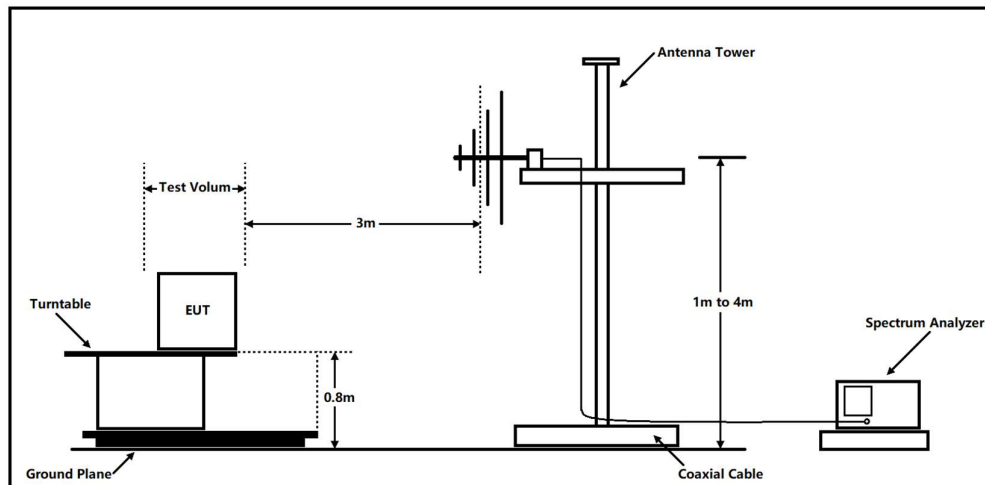 Antenna Tower
Test Volum
3m
EUT
Turntable
1m to 4m
Spectrum Analyzer
0.8m
Ground Plane
Coaxial Cable